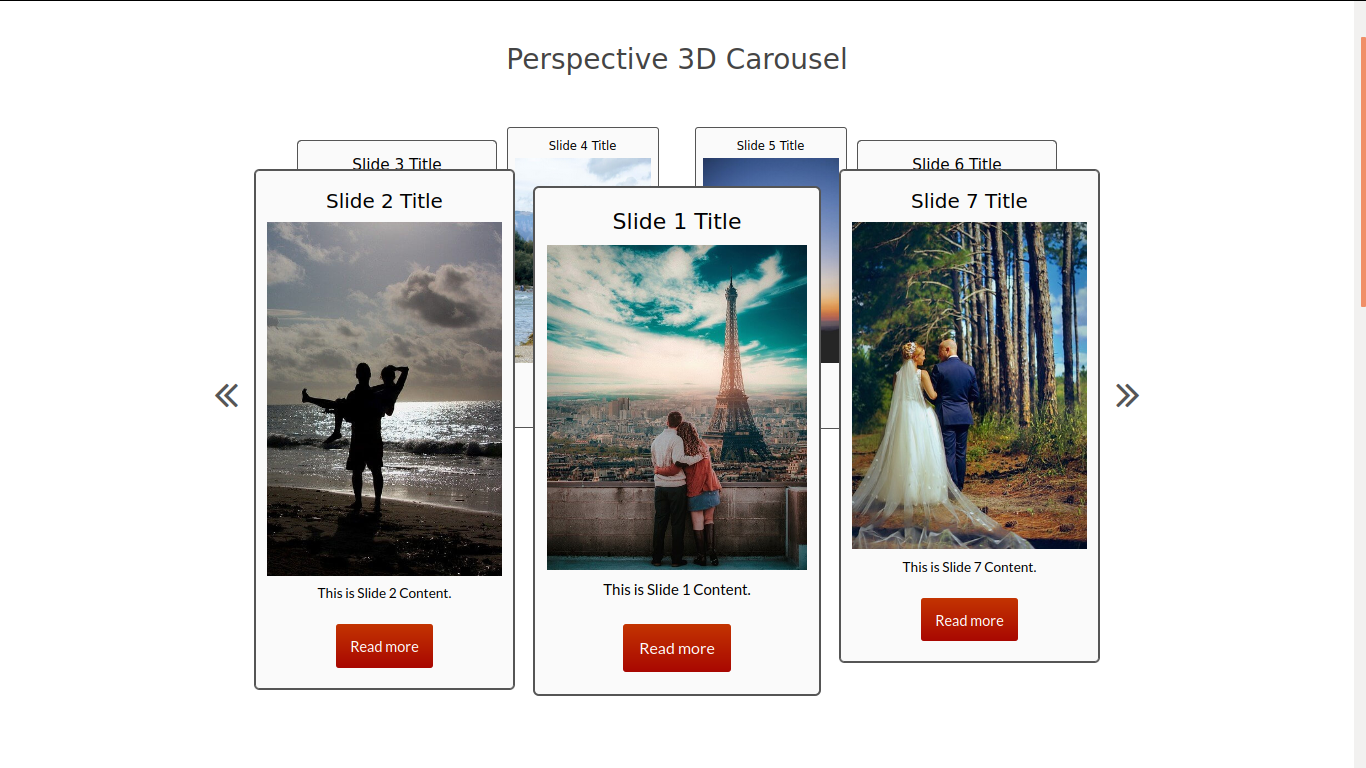 Perspective 3D Carousel
Slide 4 Title
Slide 5 Title
Slide 3 Title
Slide 6 Title
Slide 2 Title
Slide 1 Title
Slide 7 Title
This is Slide 2 Content.
This is Slide 1 Content.
This is Slide 7 Content.
Read more
Read more
Read more